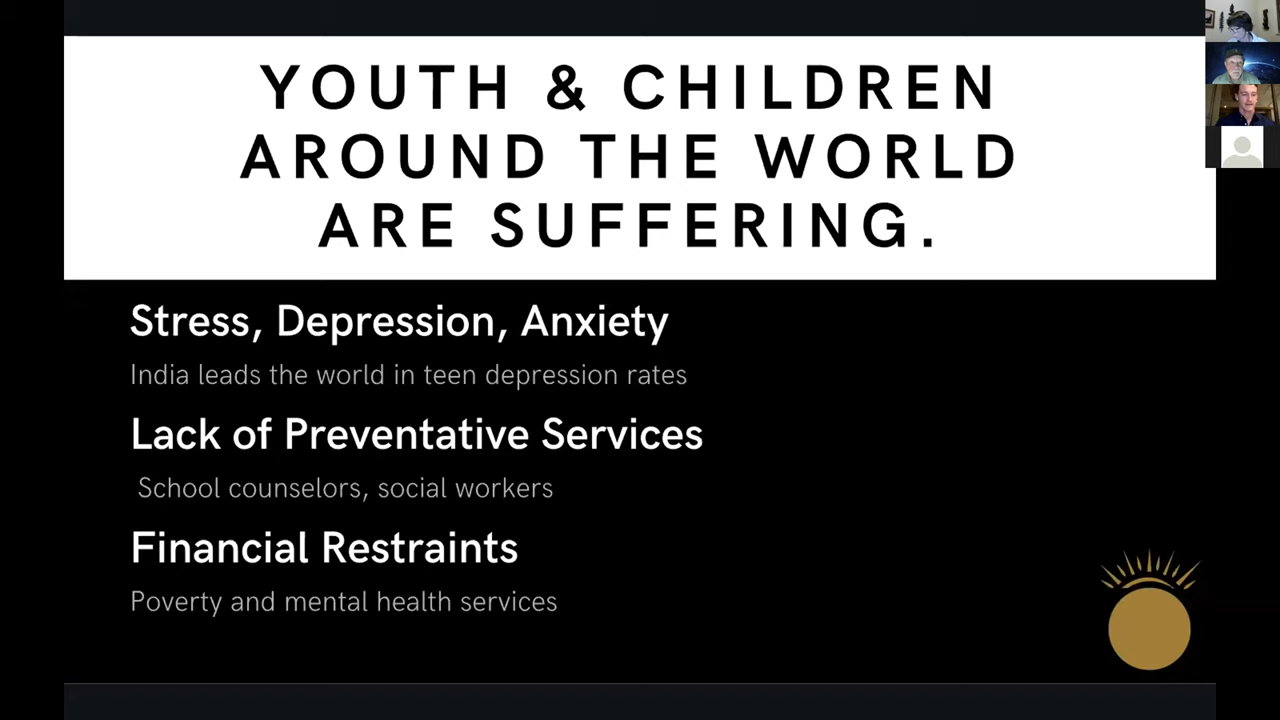 YOUTH & CHILDREN
AROUND THE WORLD
ARE SUFFERING.
Stress, Depression, Anxiety
India leads the world in teen depression rates
Lack of Preventative Services
School counselors, social workers
Financial Restraints
Poverty and mental health services